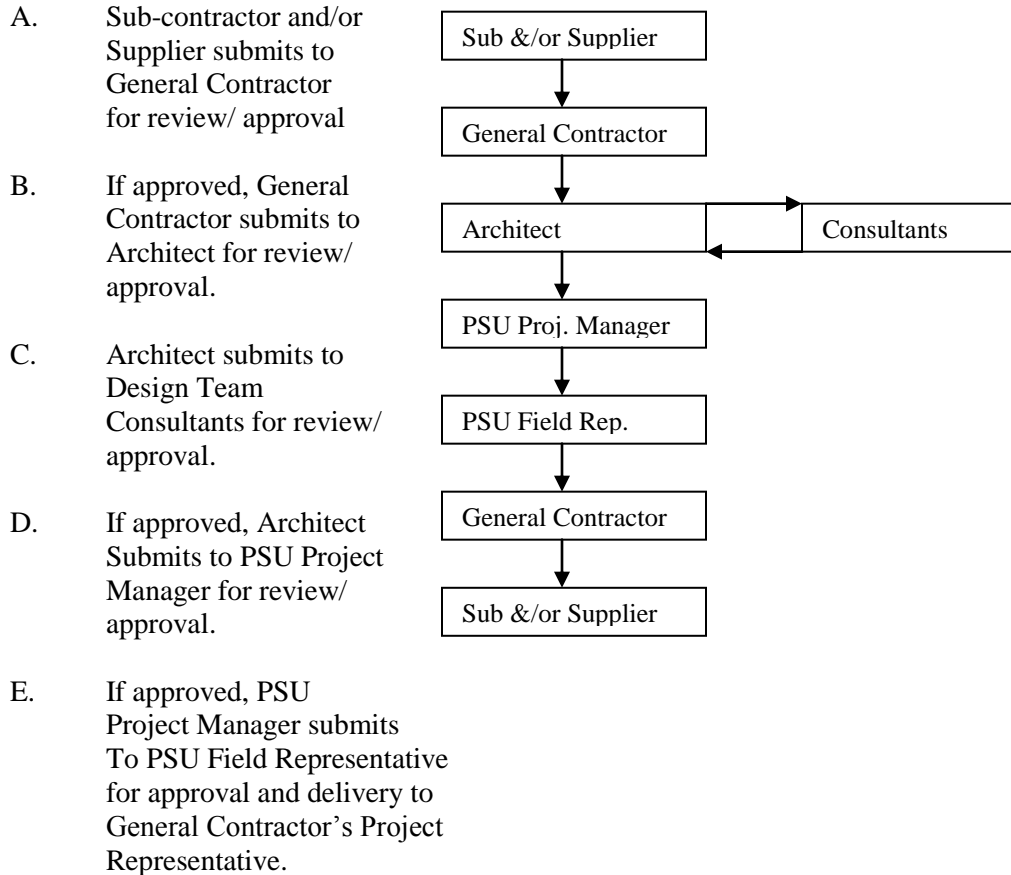 A. Sub-contractor and/or
Supplier submits to
General Contractor
for review/ approval
B. If approved, General
Contractor submits to
Architect for review/
approval.
C. Architect submits to
Design Team
Consultants for review/
approval.
D. If approved, Architect
Submits to PSU Project
Manager for review/
approval.
E. If approved, PSU
Project Manager submits
To PSU Field Representative
for approval and delivery to
General Contractor’s Project
Representative.
Sub &/or Supplier
General Contractor
Architect
Consultants
PSU Proj. Manager
PSU Field Rep.
General Contractor
Sub &/or Supplier